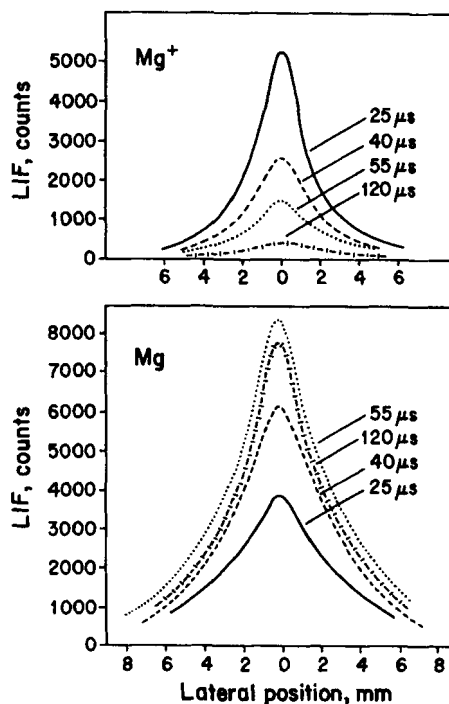 Mg+
LIF, counts
5000
4000
3000
2000
1000
0
25 μs
40 μs
55 μs
120 μs
6 4 2 0 2 4 6
Mg
LIF, counts
8000
7000
6000
5000
4000
3000
2000
1000
0
55 μs
120 μs
40 μs
25 μs
8 6 4 2 0 2 4 6 8
Lateral position, mm